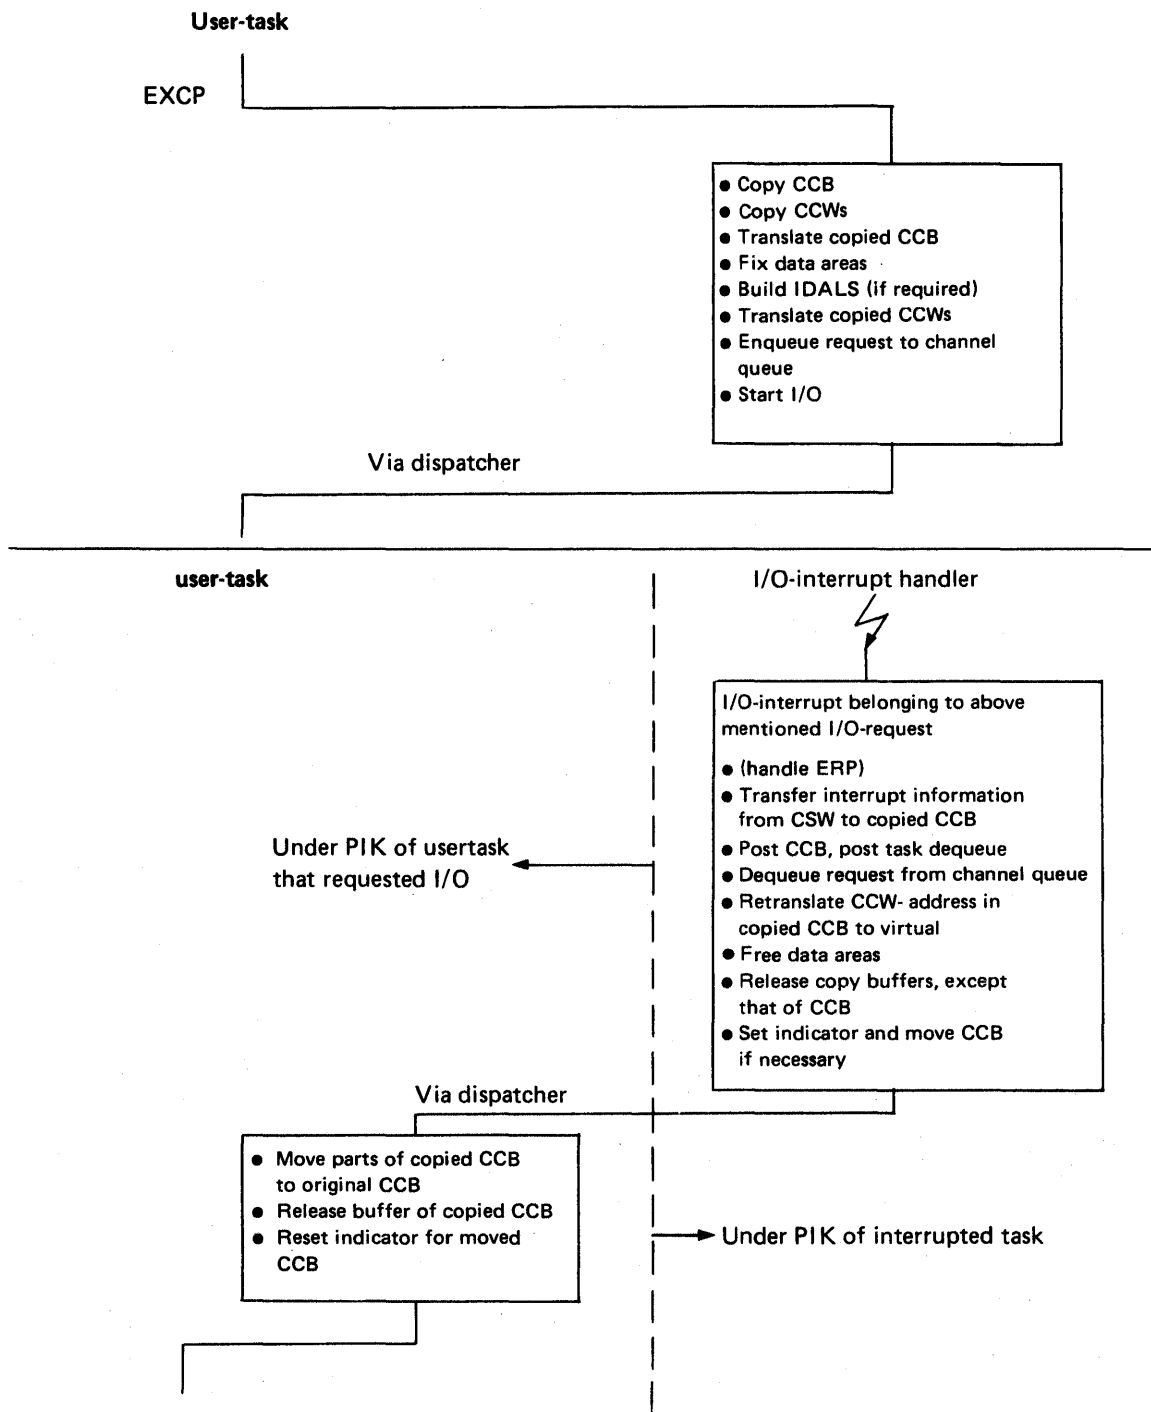 User-task
EXCP
● Copy CCB
● Copy CCWs
● Translate copied CCB
● Fix data areas
● Build IDALS (if required)
● Translate copied CCWs
● Enqueue request to channel
queue
● Start I/O
Via dispatcher
user-task
I/O-interrupt handler
I/O-interrupt belonging to above
mentioned I/O-request
● (handle ERP)
● Transfer interrupt information
from CSW to copied CCB
● Post CCB, post task dequeue
● Dequeue request from channel queue
● Retranslate CCW- address in
copied CCB to virtual
● Free data areas
● Release copy buffers, except
that of CCB
● Set indicator and move CCB
if necessary
Under PIK of usertask
that requested I/O
Via dispatcher
● Move parts of copied CCB
to original CCB
● Release buffer of copied CCB
● Reset indicator for moved
CCB
Under PIK of interrupted task